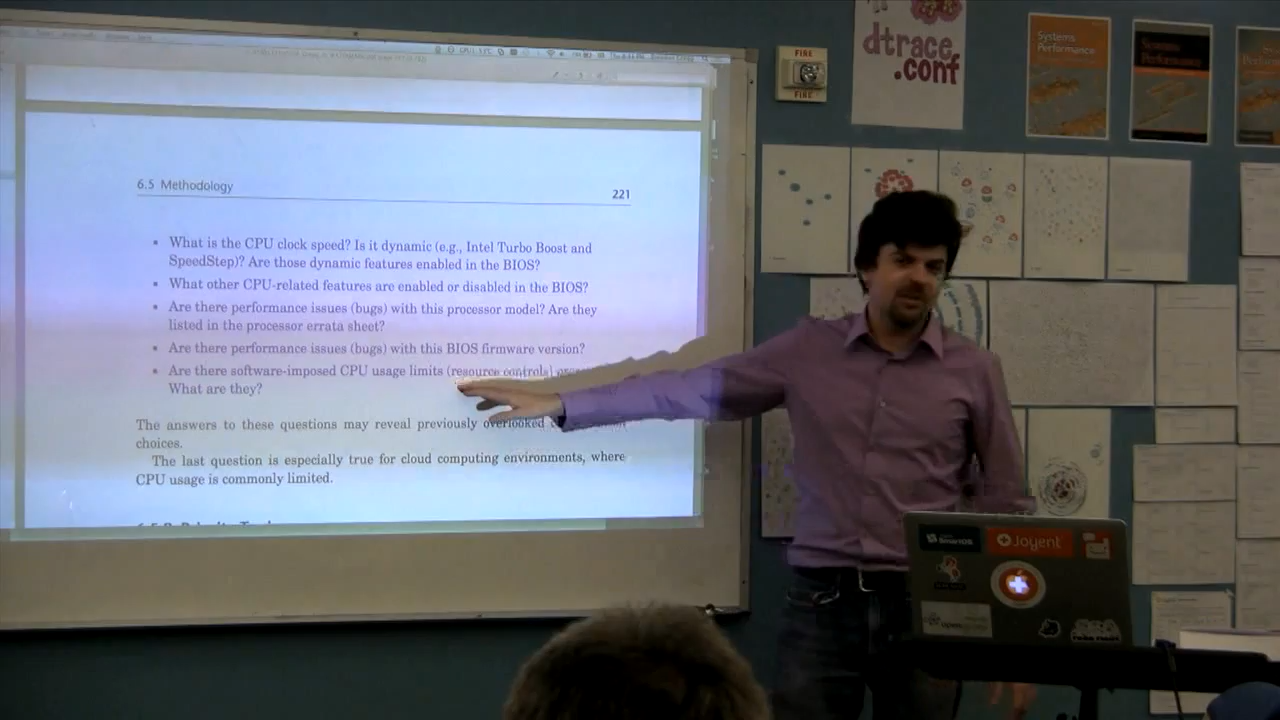 6.5 Methodology
221
▪ What is the CPU clock speed? Is it dynamic (e.g., Intel Turbo Boost and
SpeedStep)? Are those dynamic features enabled in the BIOS?
▪ What other CPU-related features are enabled or disabled in the BIOS?
▪ Are there performance issues (bugs) with this processor model? Are they
listed in the processor errata sheet?
▪ Are there performance issues (bugs) with this BIOS firmware version?
▪ Are there software-imposed CPU usage limits (resource controls)
What are they?
The answers to these questions may reveal previously overlooked
choices.
The last question is especially true for cloud computing environments, where
CPU usage is commonly limited.
FIRE
FIRE
dtrace
.conf
Systems
Performance
Systems
Performance
SmartOS
Joyent